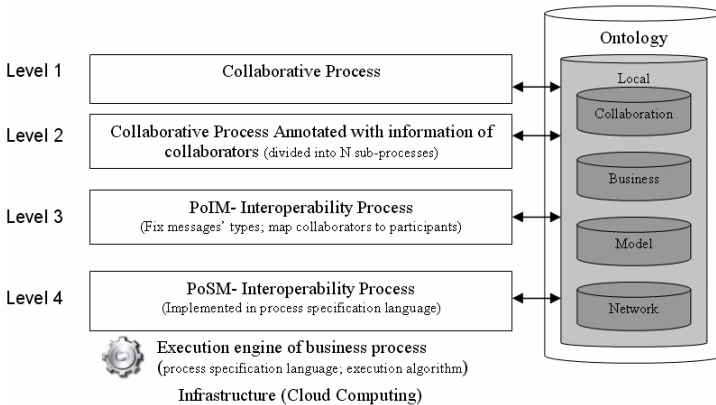 Ontology
Level 1
Collaborative Process
Local
Collaboration
Level 2
Collaborative Process Annotated with information of
collaborators (divided into N sub-processes)
Business
Level 3
PoIM- Interoperability Process
(Fix messages' types; map collaborators to participants)
Model
Level 4
PoSM- Interoperability Process
(Implemented in process specification language)
Network
Execution engine of business process
(process specification language; execution algorithm)
Infrastructure (Cloud Computing)